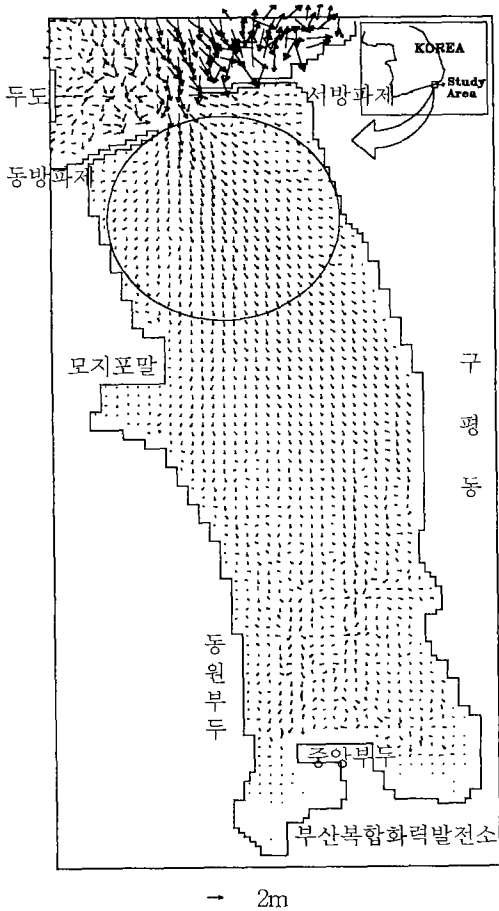 KOREA
Study
Area
두도
서방파제
동방파제
모지포말
구
평
동
동
원
부
두
중앙부두
부산복합화력발전소
2m